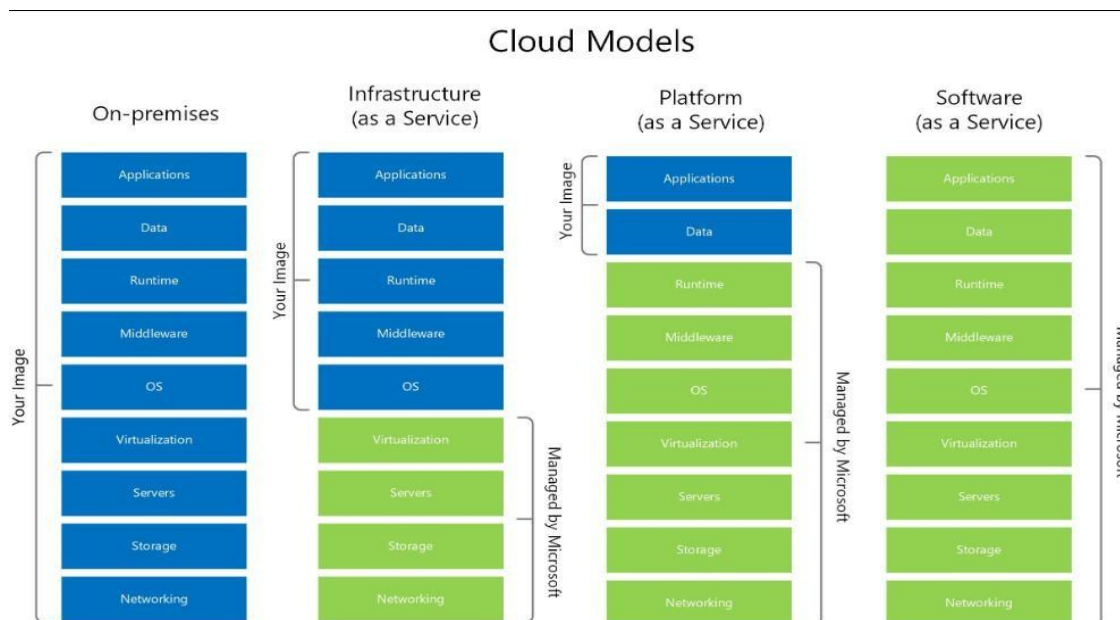 Cloud Models
On-premises
Your Image
Applications
Data
Runtime
Middleware
OS
Virtualization
Servers
Storage
Networking
Infrastructure
(as a Service)
Your Image
Applications
Data
Runtime
Middleware
OS
Virtualization
Servers
Storage
Networking
Managed by Microsoft
Platform
(as a Service)
Your Image
Applications
Data
Runtime
Middleware
OS
Virtualization
Servers
Storage
Networking
Managed by Microsoft
Software
(as a Service)
Applications
Data
Runtime
Middleware
OS
Virtualization
Servers
Storage
Networking
Managed by Microsoft